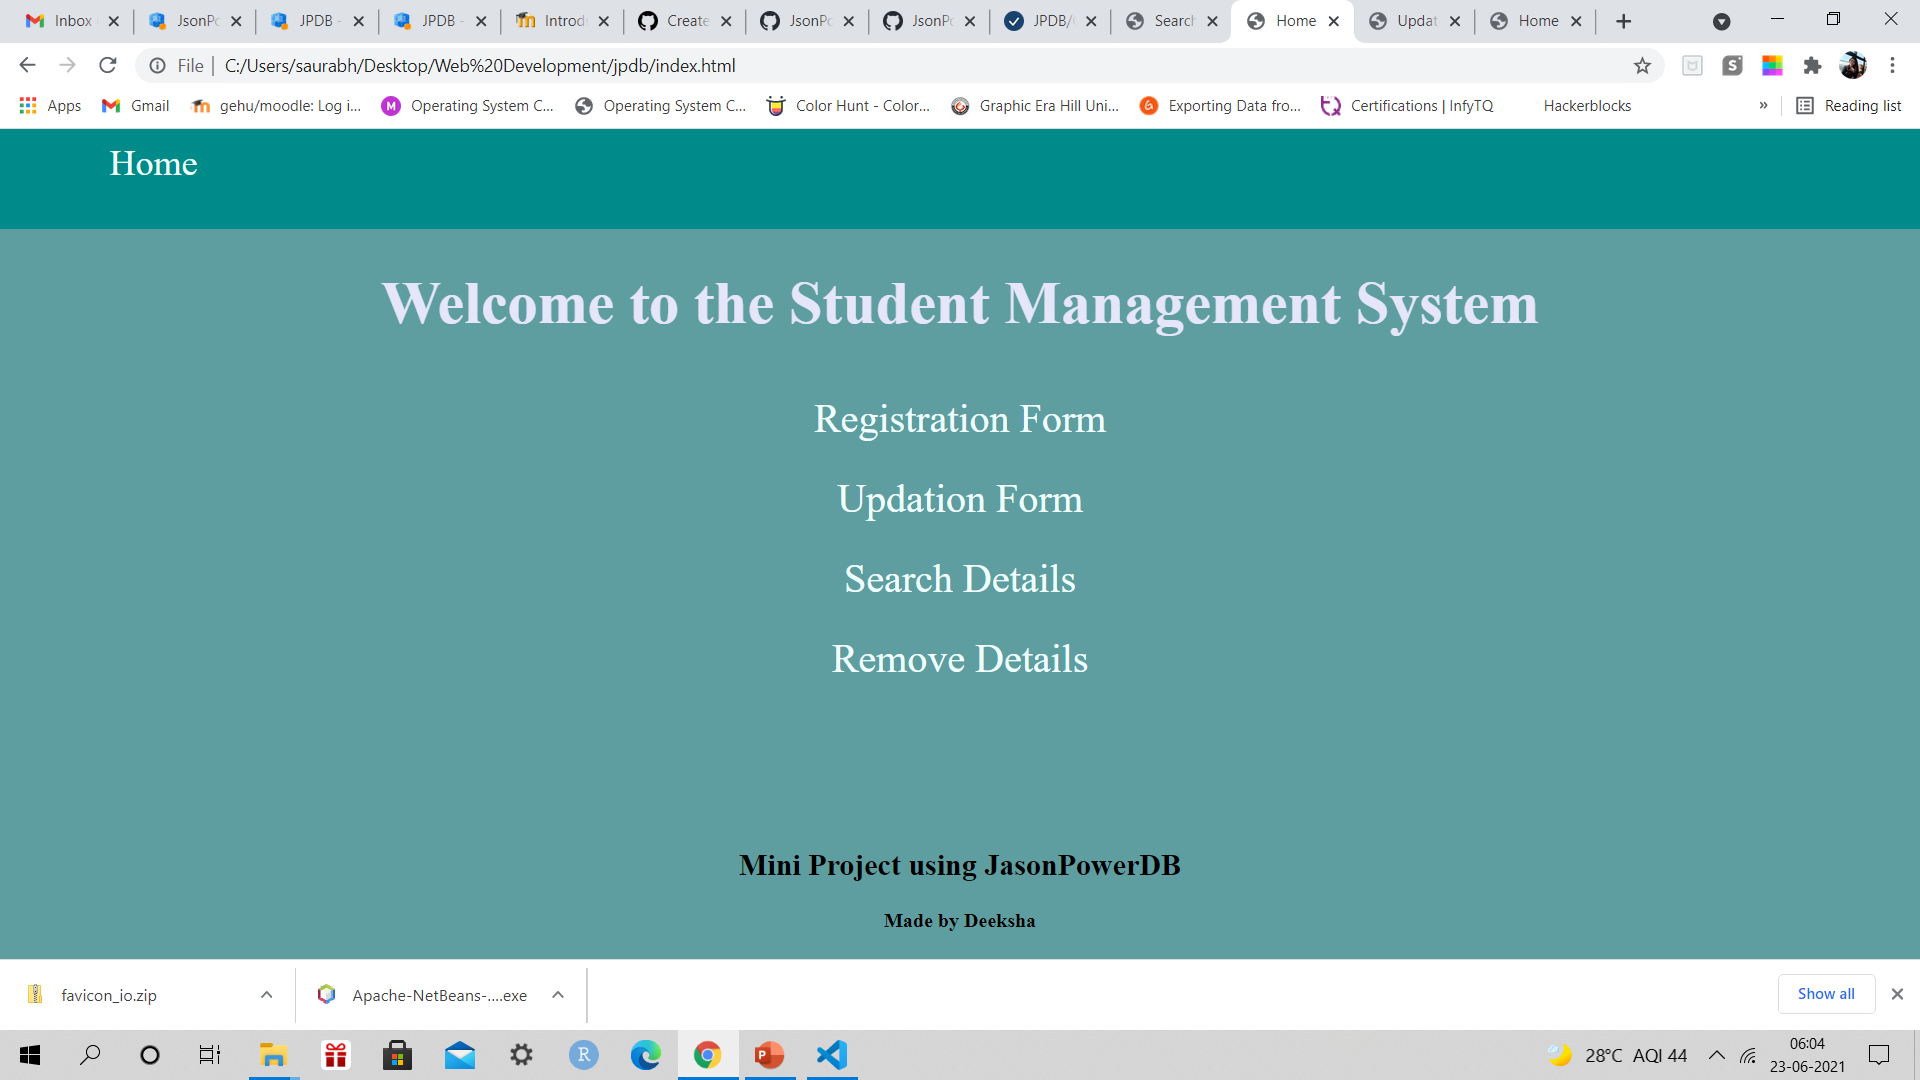 Inbox JsonPo JPDB - JPDB - Introdu Create JsonPo JsonPo JPDB/ Search Home Updat Home
File C:/Users/saurabh/Desktop/Web%20Development/jpdb/index.html
Apps Gmail gehu/moodle: Log i... Operating System C... Operating System C... Color Hunt - Color... Graphic Era Hill Uni... Exporting Data fro... Certifications | InfyTQ Hackerblocks » Reading list
Home
Welcome to the Student Management System
Registration Form
Updation Form
Search Details
Remove Details
Mini Project using JasonPowerDB
Made by Deeksha
favicon_io.zip Apache-NetBeans-....exe Show all
28°C AQI 44 06:04
23-06-2021